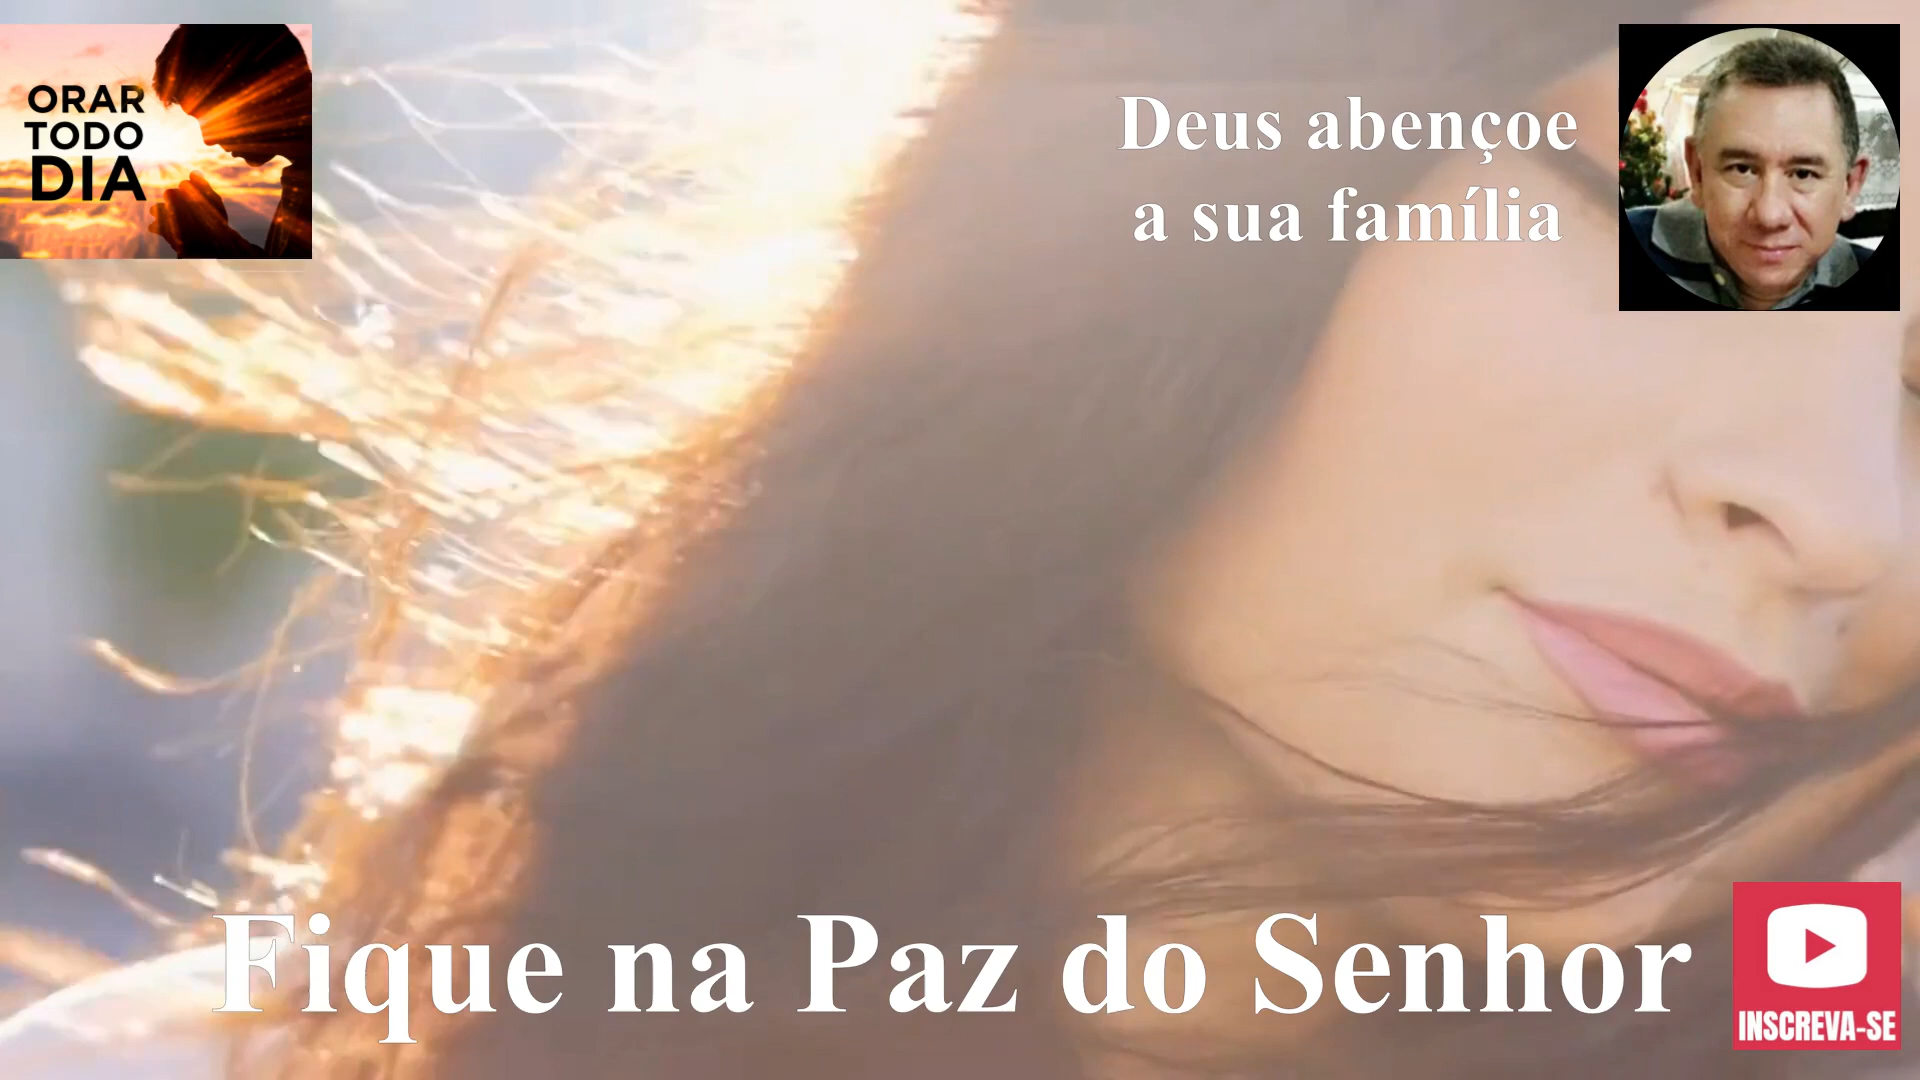 ORAR
TODO
DIA
Deus abençoe
a sua família
Fique na Paz do Senhor
INSCREVA-SE